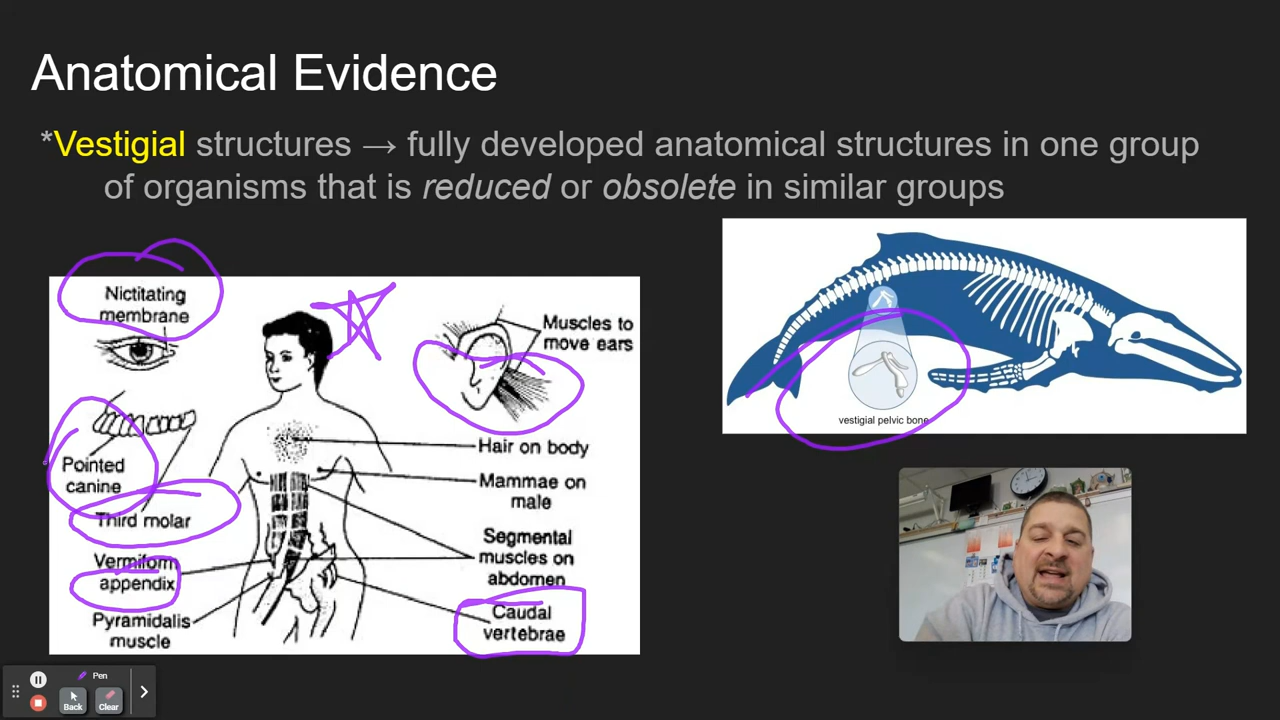 Anatomical Evidence
*Vestigial structures → fully developed anatomical structures in one group
of organisms that is reduced or obsolete in similar groups
Nictitating
membrane
Pointed
canine
Third molar
Vermiform
appendix
Pyramidalis
muscle
Muscles to
move ears
Hair on body
Mammae on
male
Segmental
muscles on
abdomen
Caudal
vertebrae
vestigial pelvic bone
Pen
Back
Clear